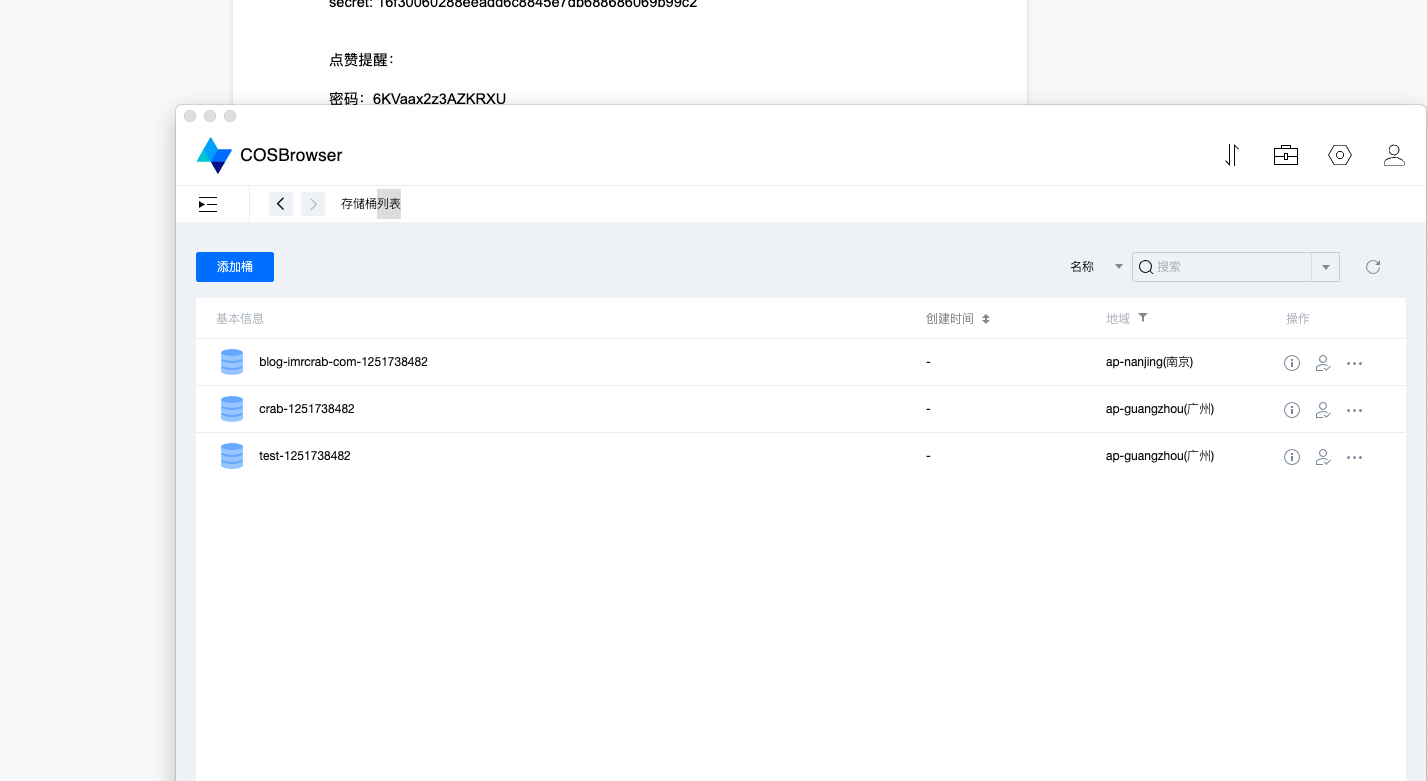 secret: 16f30060288eeadd6c8845e7db688686069b99c2
点赞提醒：
密码：6KVaax2z3AZKRXU
COSBrowser
存储桶列表
添加桶
名称
搜索
基本信息 创建时间 地域 操作
blog-imrcrab-com-1251738482 - ap-nanjing(南京)
crab-1251738482 - ap-guangzhou(广州)
test-1251738482 - ap-guangzhou(广州)